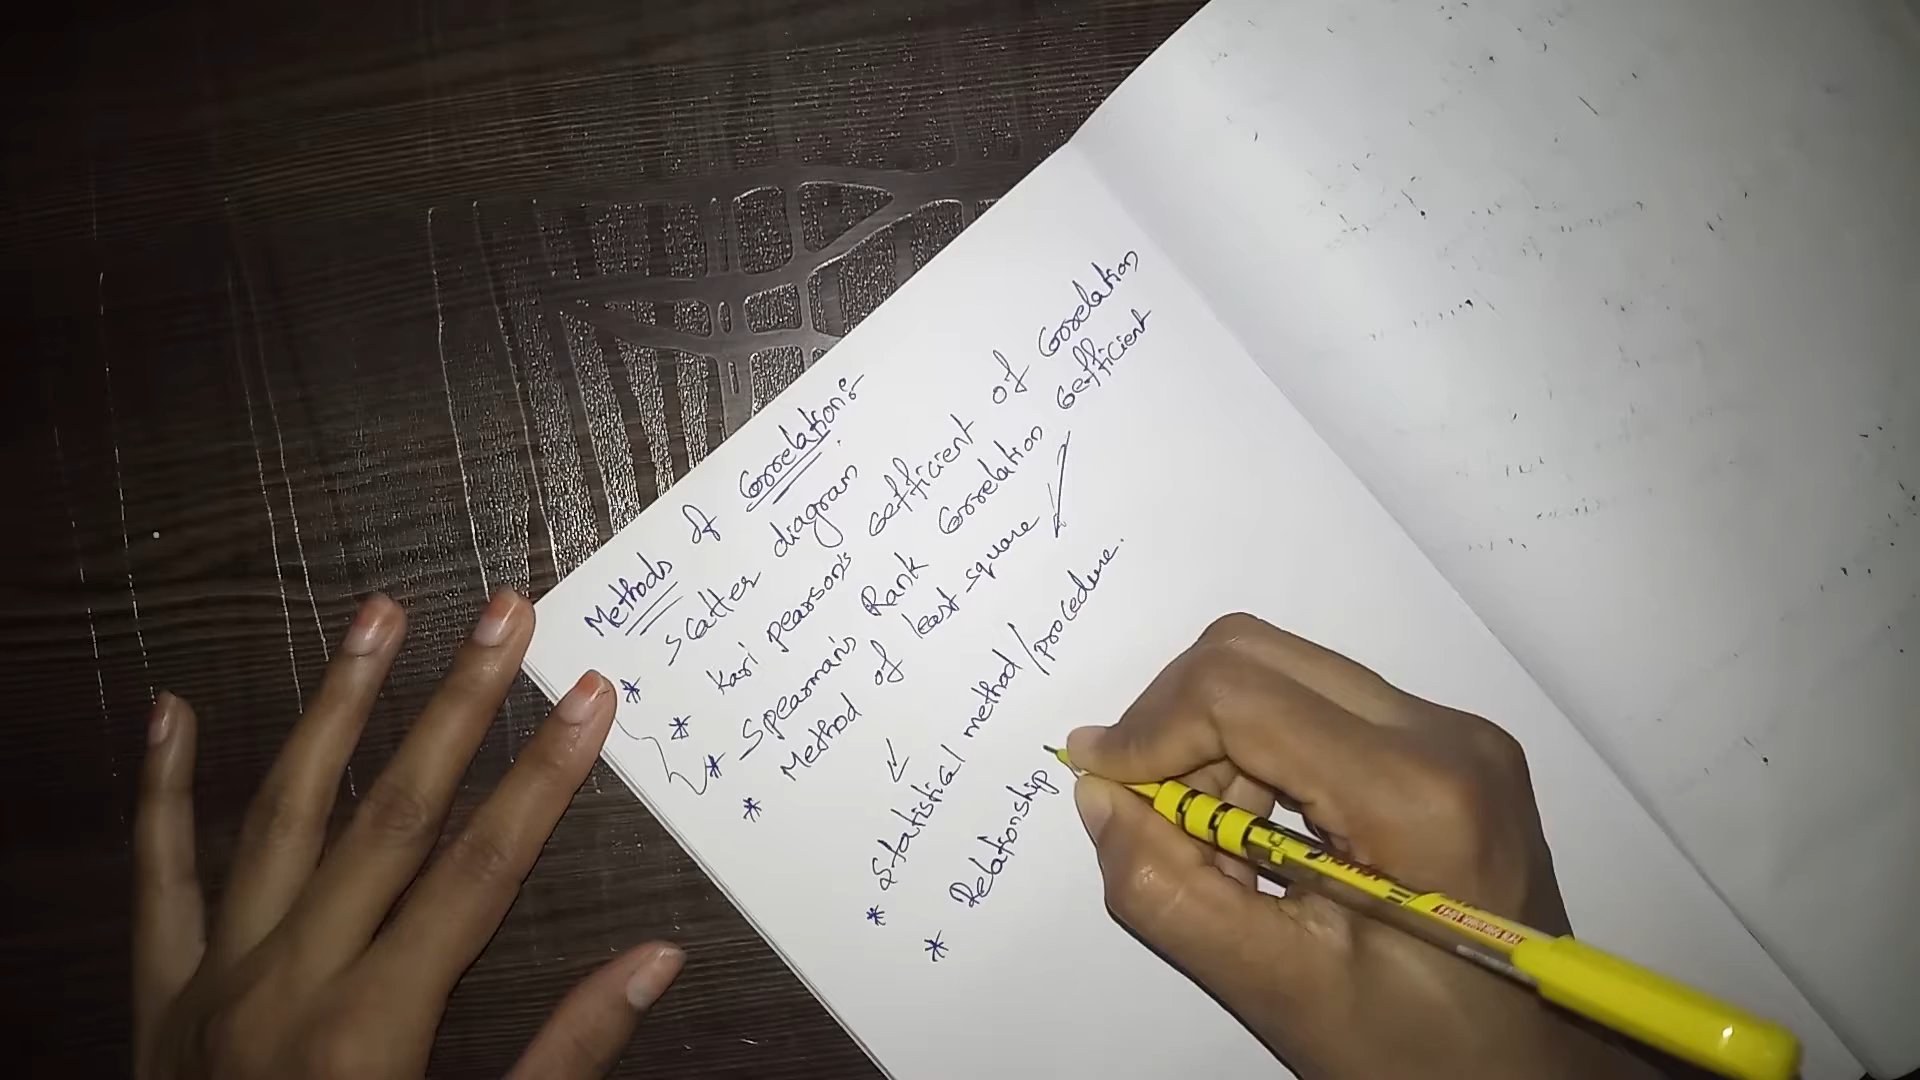 Methods of Correlation:-
* Scatter diagram
* Karl pearson's coefficient of Correlation
* Spearman's Rank Correlation Coefficient
* Method of least-square
* Statistical method/procedure.
* Relationship